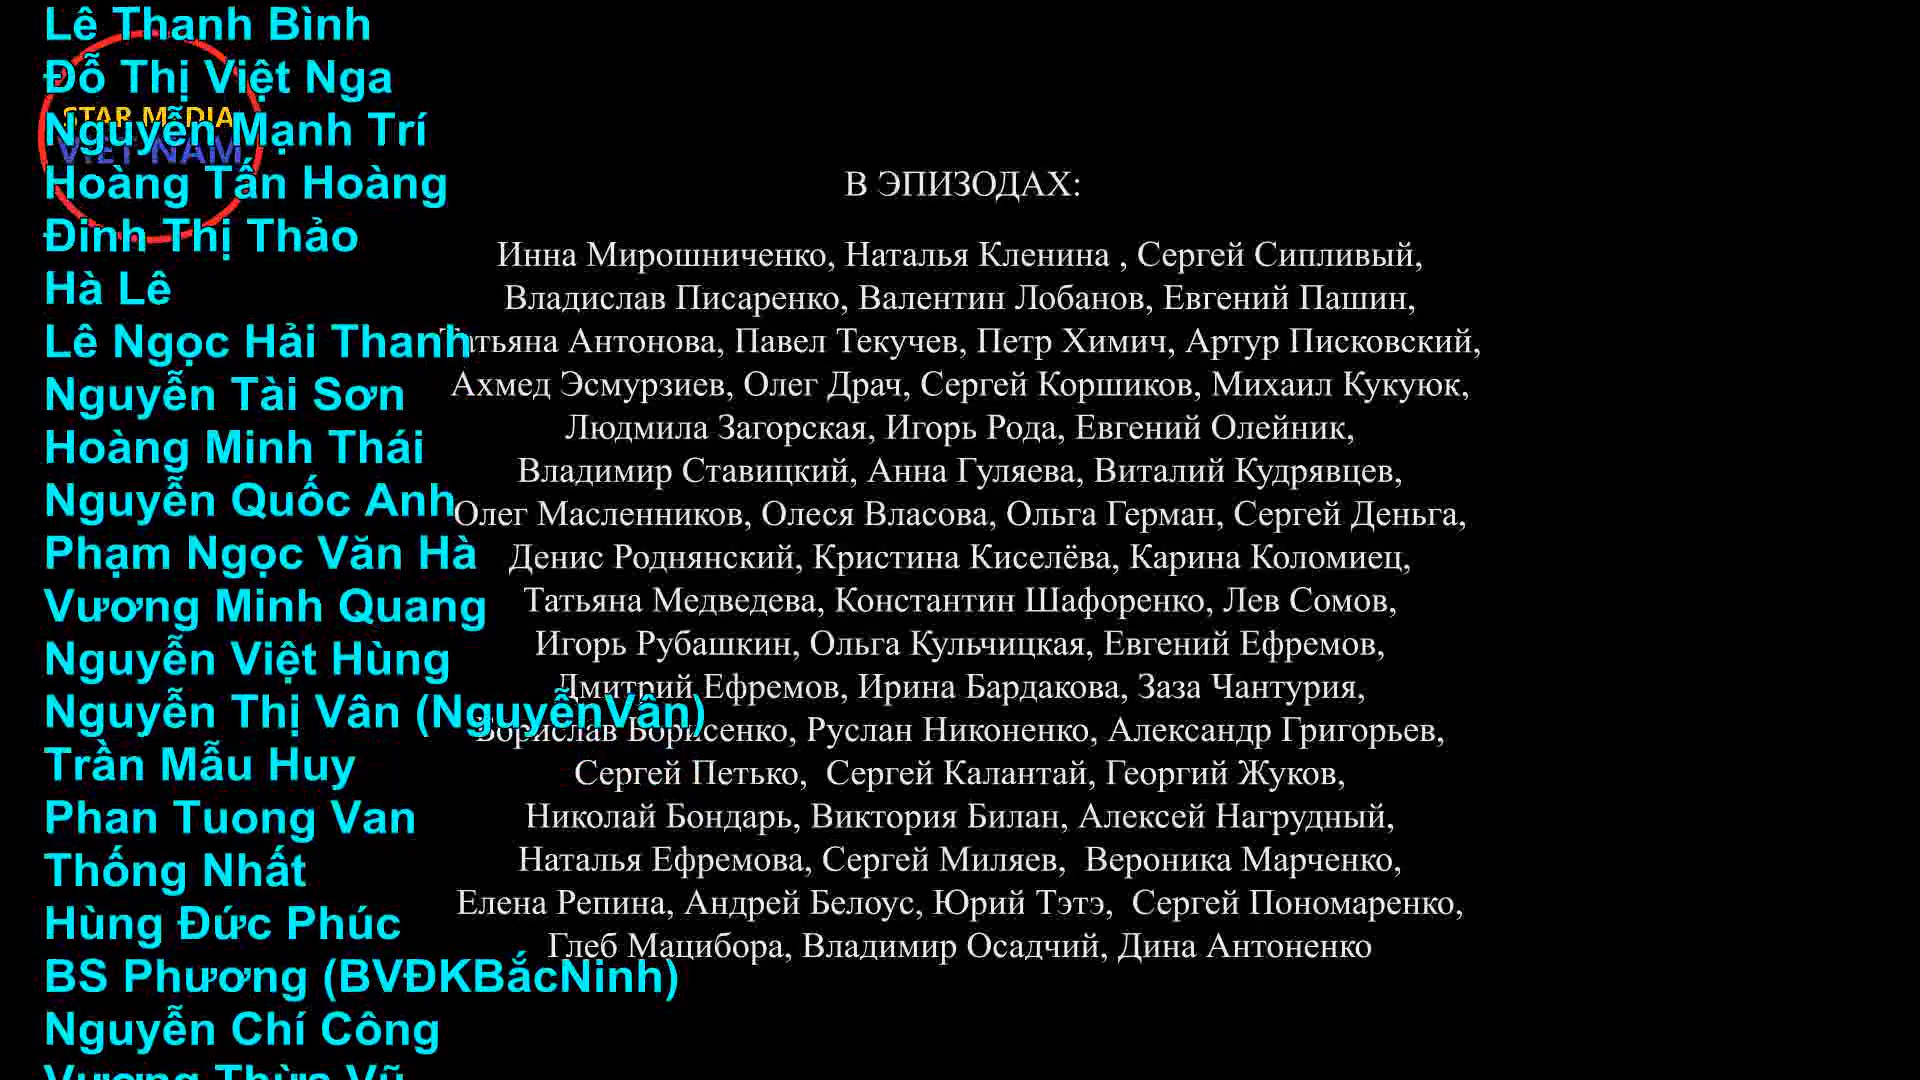 Lê Thanh Bình
Đỗ Thị Việt Nga
STAR MEDIA
Nguyễn Mạnh Trí
VIET NAM
Hoàng Tấn Hoàng
Đinh Thị Thảo
Hà Lê
Lê Ngọc Hải Thanh
Nguyễn Tài Sơn
Hoàng Minh Thái
Nguyễn Quốc Anh
Phạm Ngọc Văn Hà
Vương Minh Quang
Nguyễn Việt Hùng
Nguyễn Thị Vân (NguyễnVân)
Trần Mẫu Huy
Phan Tuong Van
Thống Nhất
Hùng Đức Phúc
BS Phương (BVĐKBắcNinh)
Nguyễn Chí Công
Vương Thừa Vũ
В ЭПИЗОДАХ:
Инна Мирошниченко, Наталья Кленина , Сергей Сипливый,
Владислав Писаренко, Валентин Лобанов, Евгений Пашин,
Татьяна Антонова, Павел Текучев, Петр Химич, Артур Писковский,
Ахмед Эсмурзиев, Олег Драч, Сергей Коршиков, Михаил Кукуюк,
Людмила Загорская, Игорь Рода, Евгений Олейник,
Владимир Ставицкий, Анна Гуляева, Виталий Кудрявцев,
Олег Масленников, Олеся Власова, Ольга Герман, Сергей Деньга,
Денис Роднянский, Кристина Киселёва, Карина Коломиец,
Татьяна Медведева, Константин Шафоренко, Лев Сомов,
Игорь Рубашкин, Ольга Кульчицкая, Евгений Ефремов,
Дмитрий Ефремов, Ирина Бардакова, Заза Чантурия,
Борислав Борисенко, Руслан Никоненко, Александр Григорьев,
Сергей Петько, Сергей Калантай, Георгий Жуков,
Николай Бондарь, Виктория Билан, Алексей Нагрудный,
Наталья Ефремова, Сергей Миляев, Вероника Марченко,
Елена Репина, Андрей Белоус, Юрий Тэтэ, Сергей Пономаренко,
Глеб Мацибора, Владимир Осадчий, Дина Антоненко